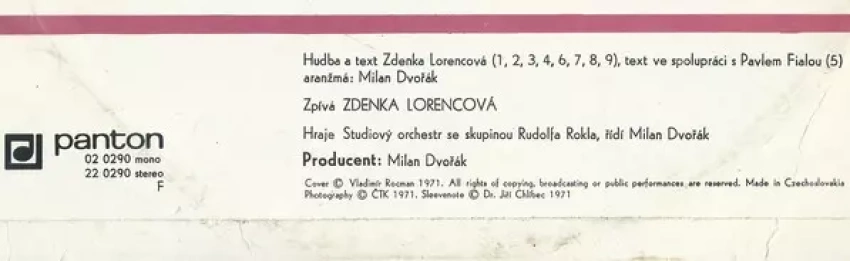 Hudba a text Zdenka Lorencová (1, 2, 3, 4, 6, 7, 8, 9), text ve spolupráci s Pavlem Fialou (5)
aranžmá: Milan Dvořák
Zpívá ZDENKA LORENCOVÁ
Hraje Studiový orchestr se skupinou Rudolfa Rokla, řídí Milan Dvořák
Producent: Milan Dvořák
Cover © Vladimír Rocman 1971. All rights of copying, broadcasting or public performances are reserved. Made in Czechoslovakia
Photography © ČTK 1971. Sleevenote © Dr. Jiří Chlíbec 1971
panton
02 0290 mono
22 0290 stereo
F